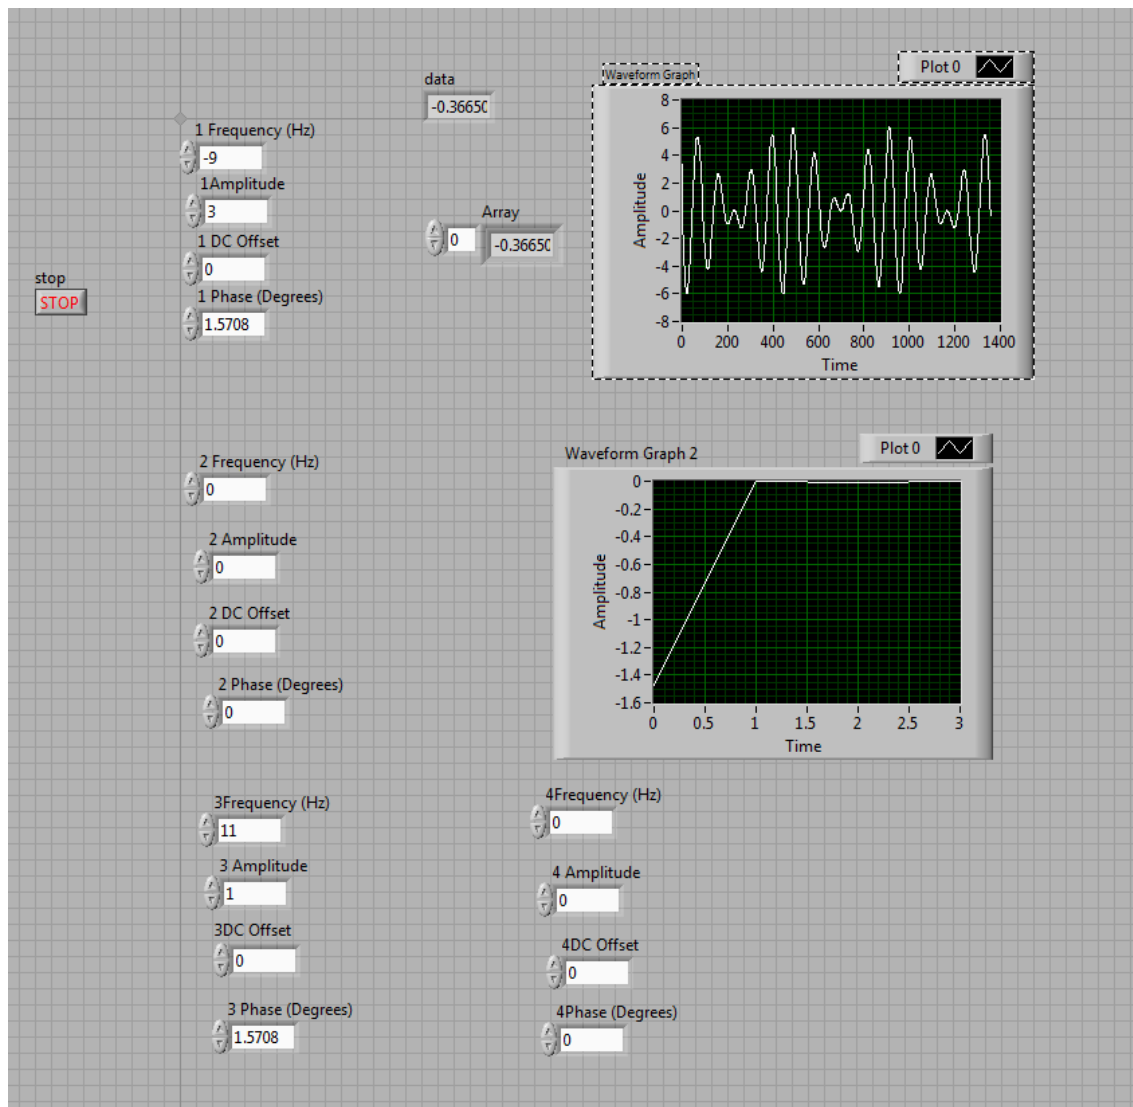 data
-0.36650
1 Frequency (Hz)
-9
1Amplitude
3
1 DC Offset
0
1 Phase (Degrees)
1.5708
stop
STOP
Array
0
-0.3665
Waveform Graph
Plot 0
Amplitude
8
6
4
2
0
-2
-4
-6
-8
0 200 400 600 800 1000 1200 1400
Time
2 Frequency (Hz)
0
2 Amplitude
0
2 DC Offset
0
2 Phase (Degrees)
0
Waveform Graph 2
Plot 0
Amplitude
0
-0.2
-0.4
-0.6
-0.8
-1
-1.2
-1.4
-1.6
0 0.5 1 1.5 2 2.5 3
Time
3Frequency (Hz)
11
3 Amplitude
1
3DC Offset
0
3 Phase (Degrees)
1.5708
4Frequency (Hz)
0
4 Amplitude
0
4DC Offset
0
4Phase (Degrees)
0